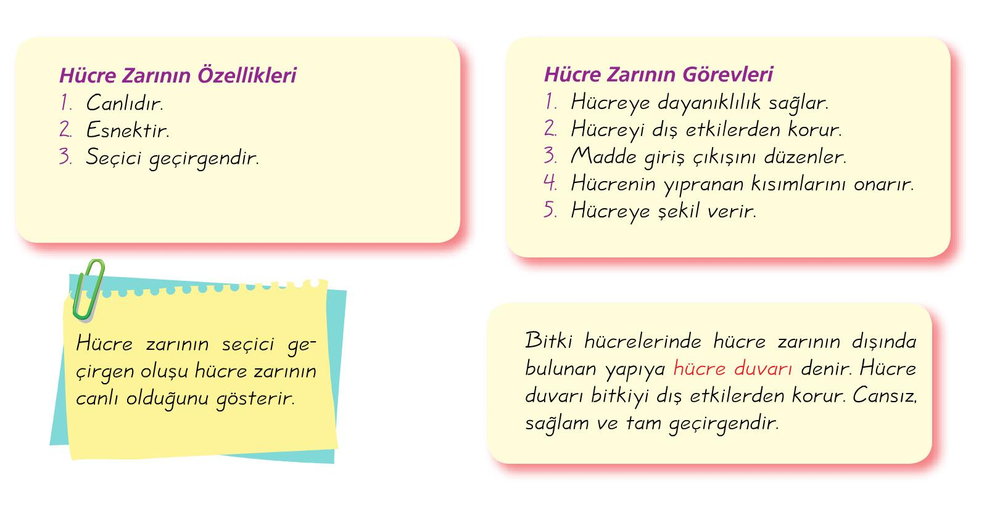 Hücre Zarının Özellikleri
1. Canlıdır.
2. Esnektir.
3. Seçici geçirgendir.
Hücre Zarının Görevleri
1. Hücreye dayanıklılık sağlar.
2. Hücreyi dış etkilerden korur.
3. Madde giriş çıkışını düzenler.
4. Hücrenin yıpranan kısımlarını onarır.
5. Hücreye şekil verir.
Hücre zarının seçici ge-
çirgen oluşu hücre zarının
canlı olduğunu gösterir.
Bitki hücrelerinde hücre zarının dışında
bulunan yapıya hücre duvarı denir. Hücre
duvarı bitkiyi dış etkilerden korur. Cansız,
sağlam ve tam geçirgendir.